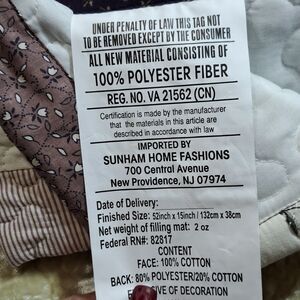 UNDER PENALTY OF LAW THIS TAG NOT
TO BE REMOVED EXCEPT BY THE CONSUMER
ALL NEW MATERIAL CONSISTING OF
100% POLYESTER FIBER
REG. NO. VA 21562 (CN)
Certification is made by the manufacturer
that the materials in this article are
described in accordance with law
IMPORTED BY
SUNHAM HOME FASHIONS
700 Central Avenue
New Providence, NJ 07974
Date of Delivery:
Finished Size: 52inch x 15inch / 132cm x 38cm
Net weight of filling mat: 2 oz
Federal RN#: 82817
CONTENT
FACE: 100% COTTON
BACK: 80% POLYESTER/20% COTTON
OF DECORATION